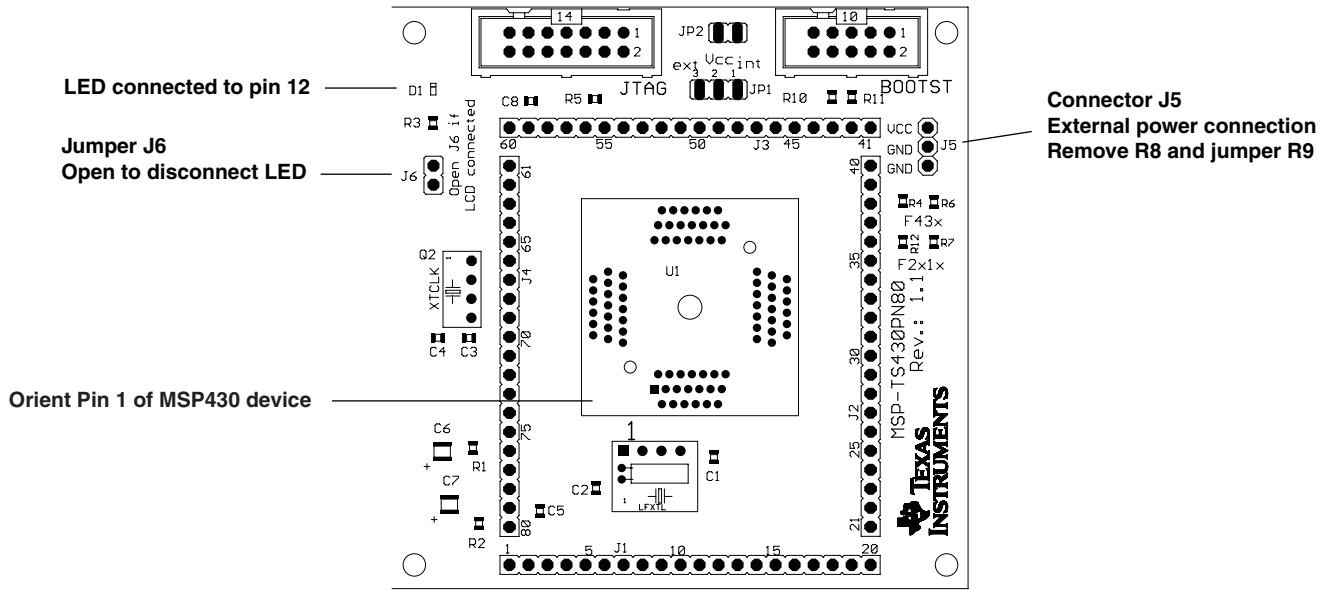 14
1
2
JTAG
JP2
Vcc
ext
int
3 2 1
JP1
10
1
2
BOOTST
LED connected to pin 12
D1
R3
C8
R5
R10
R11
Jumper J6
Open to disconnect LED
J6
Open J6 if
LCD connected
60 55 50 J3 45 41
VCC
GND
GND
J5
Connector J5
External power connection
Remove R8 and jumper R9
61
65
J4
70
75
80
40
35
30
J2
25
21
R4
R6
F43x
R12
R7
F2x1x
Q2
XTCLK
C4
C3
U1
Orient Pin 1 of MSP430 device
MSP-TS430PN80
Rev.: 1.1
TEXAS
INSTRUMENTS
C6
+
R1
C7
+
R2
C5
C2
1
1
LFXTL
C1
1 5 J1 10 15 20